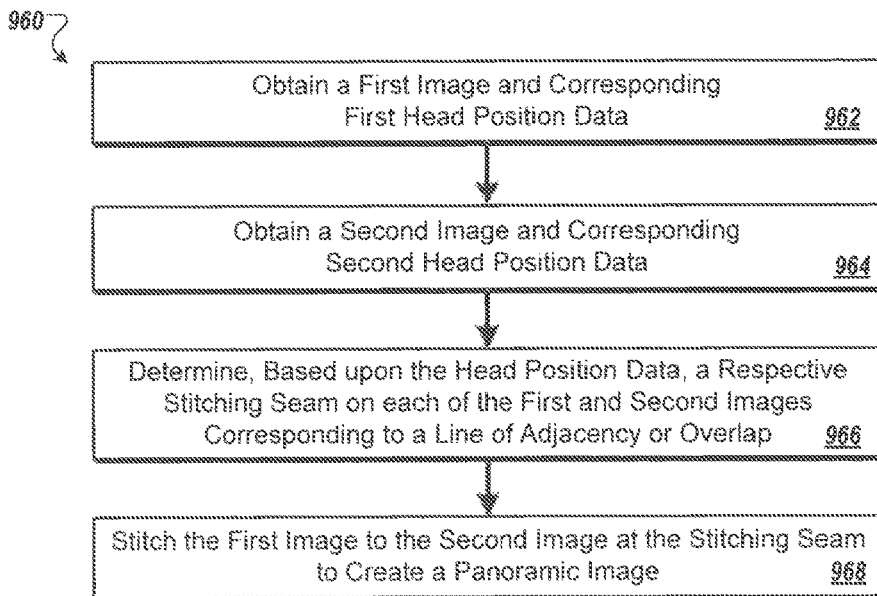 960
Obtain a First Image and Corresponding
First Head Position Data 962
Obtain a Second Image and Corresponding
Second Head Position Data 964
Determine, Based upon the Head Position Data, a Respective
Stitching Seam on each of the First and Second Images
Corresponding to a Line of Adjacency or Overlap 966
Stitch the First Image to the Second Image at the Stitching Seam
to Create a Panoramic Image 968